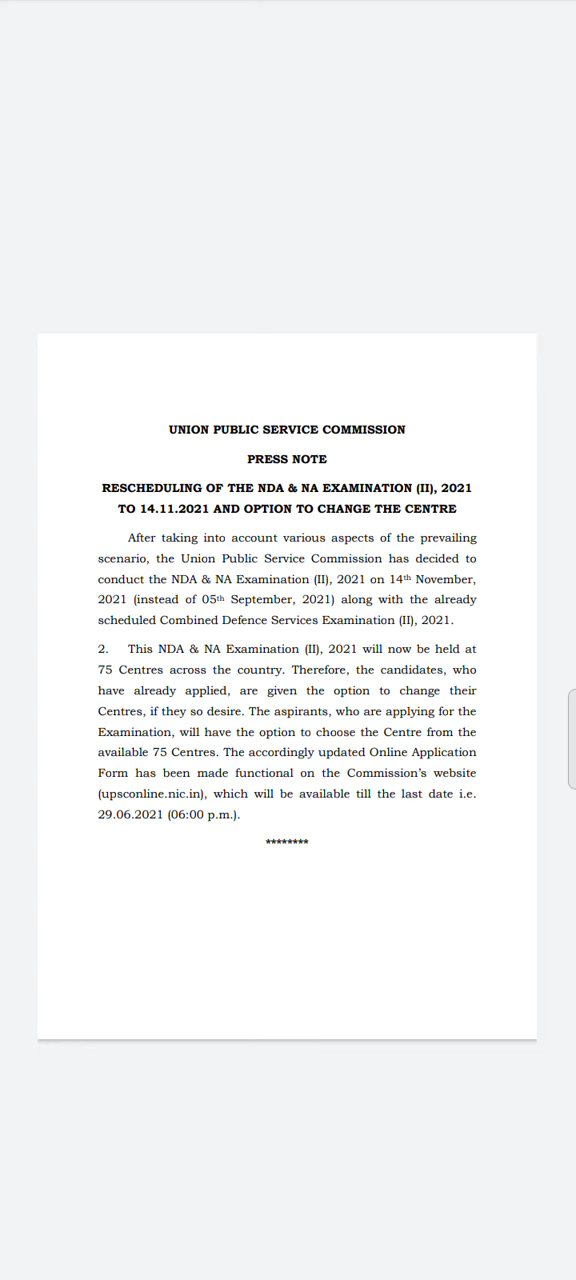 UNION PUBLIC SERVICE COMMISSION
PRESS NOTE
RESCHEDULING OF THE NDA & NA EXAMINATION (II), 2021
TO 14.11.2021 AND OPTION TO CHANGE THE CENTRE
After taking into account various aspects of the prevailing
scenario, the Union Public Service Commission has decided to
conduct the NDA & NA Examination (II), 2021 on 14th November,
2021 (instead of 05th September, 2021) along with the already
scheduled Combined Defence Services Examination (II), 2021.
2. This NDA & NA Examination (II), 2021 will now be held at
75 Centres across the country. Therefore, the candidates, who
have already applied, are given the option to change their
Centres, if they so desire. The aspirants, who are applying for the
Examination, will have the option to choose the Centre from the
available 75 Centres. The accordingly updated Online Application
Form has been made functional on the Commission's website
(upsconline.nic.in), which will be available till the last date i.e.
29.06.2021 (06:00 p.m.).
********